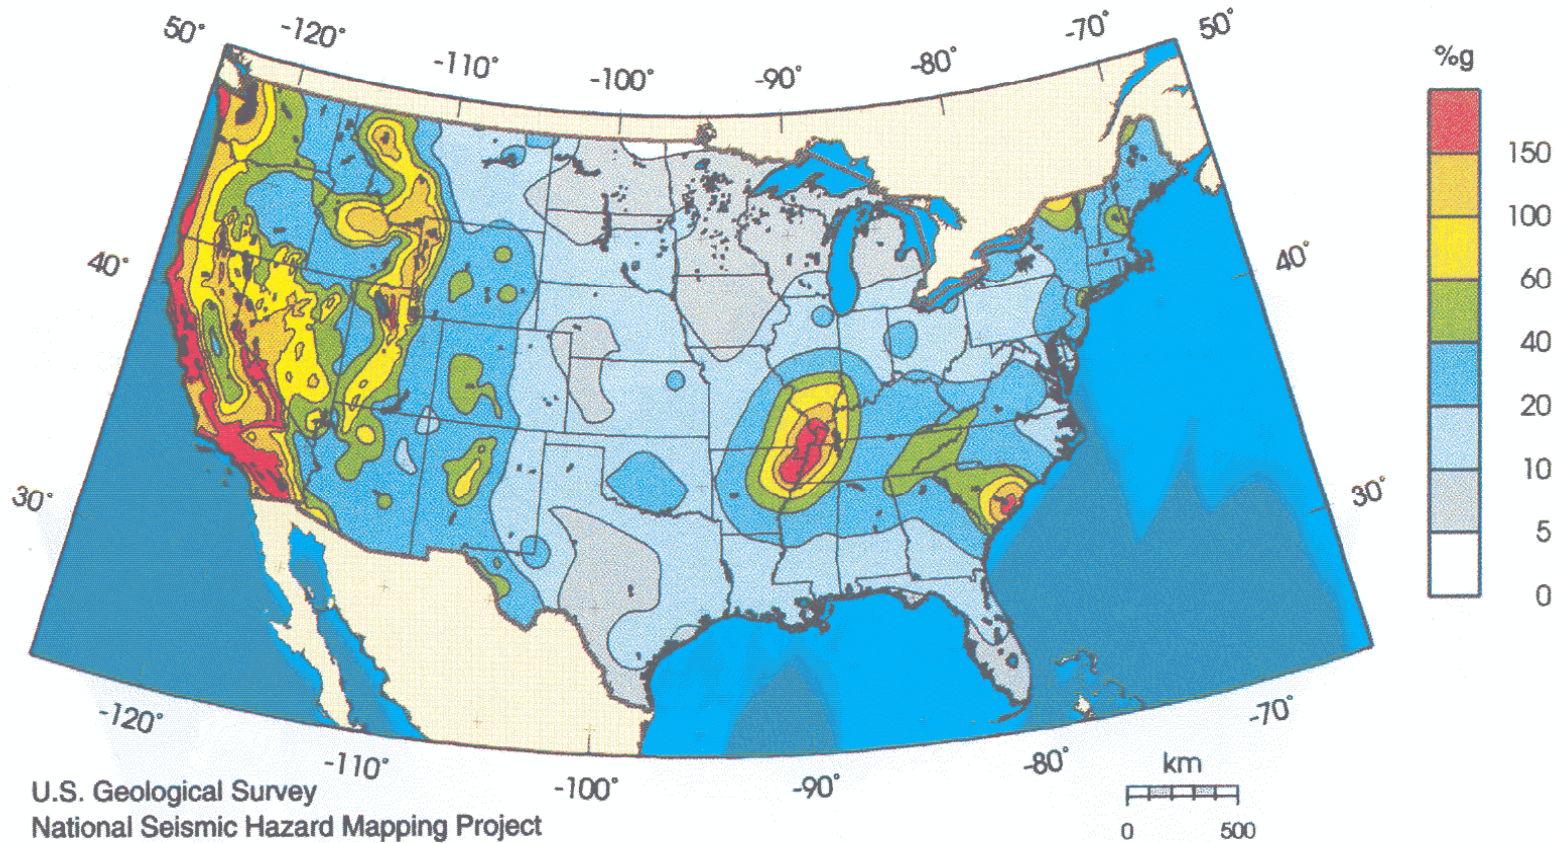 50° -120° -110° -100° -90° -80° -70° 50°
%g
150
100
60
40
20
10
5
0
40° 40°
30° 30°
-120° -110° -100° -90° -80° -70°
km
0 500
U.S. Geological Survey
National Seismic Hazard Mapping Project